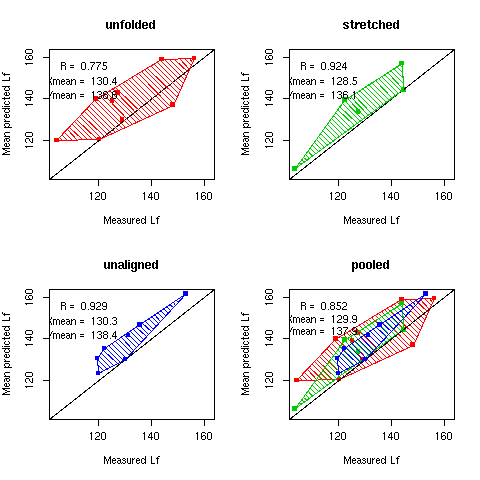 unfolded
160
140
120
Mean predicted Lf
R = 0.775
Xmean = 130.4
Ymean =
120 140 160
Measured Lf
stretched
160
140
120
Mean predicted Lf
R = 0.924
Xmean = 128.5
Ymean = 136.1
120 140 160
Measured Lf
unaligned
160
140
120
Mean predicted Lf
R = 0.929
Xmean = 130.3
Ymean = 138.4
120 140 160
Measured Lf
pooled
160
140
120
Mean predicted Lf
R = 0.852
Xmean = 129.9
Ymean = 137.9
120 140 160
Measured Lf